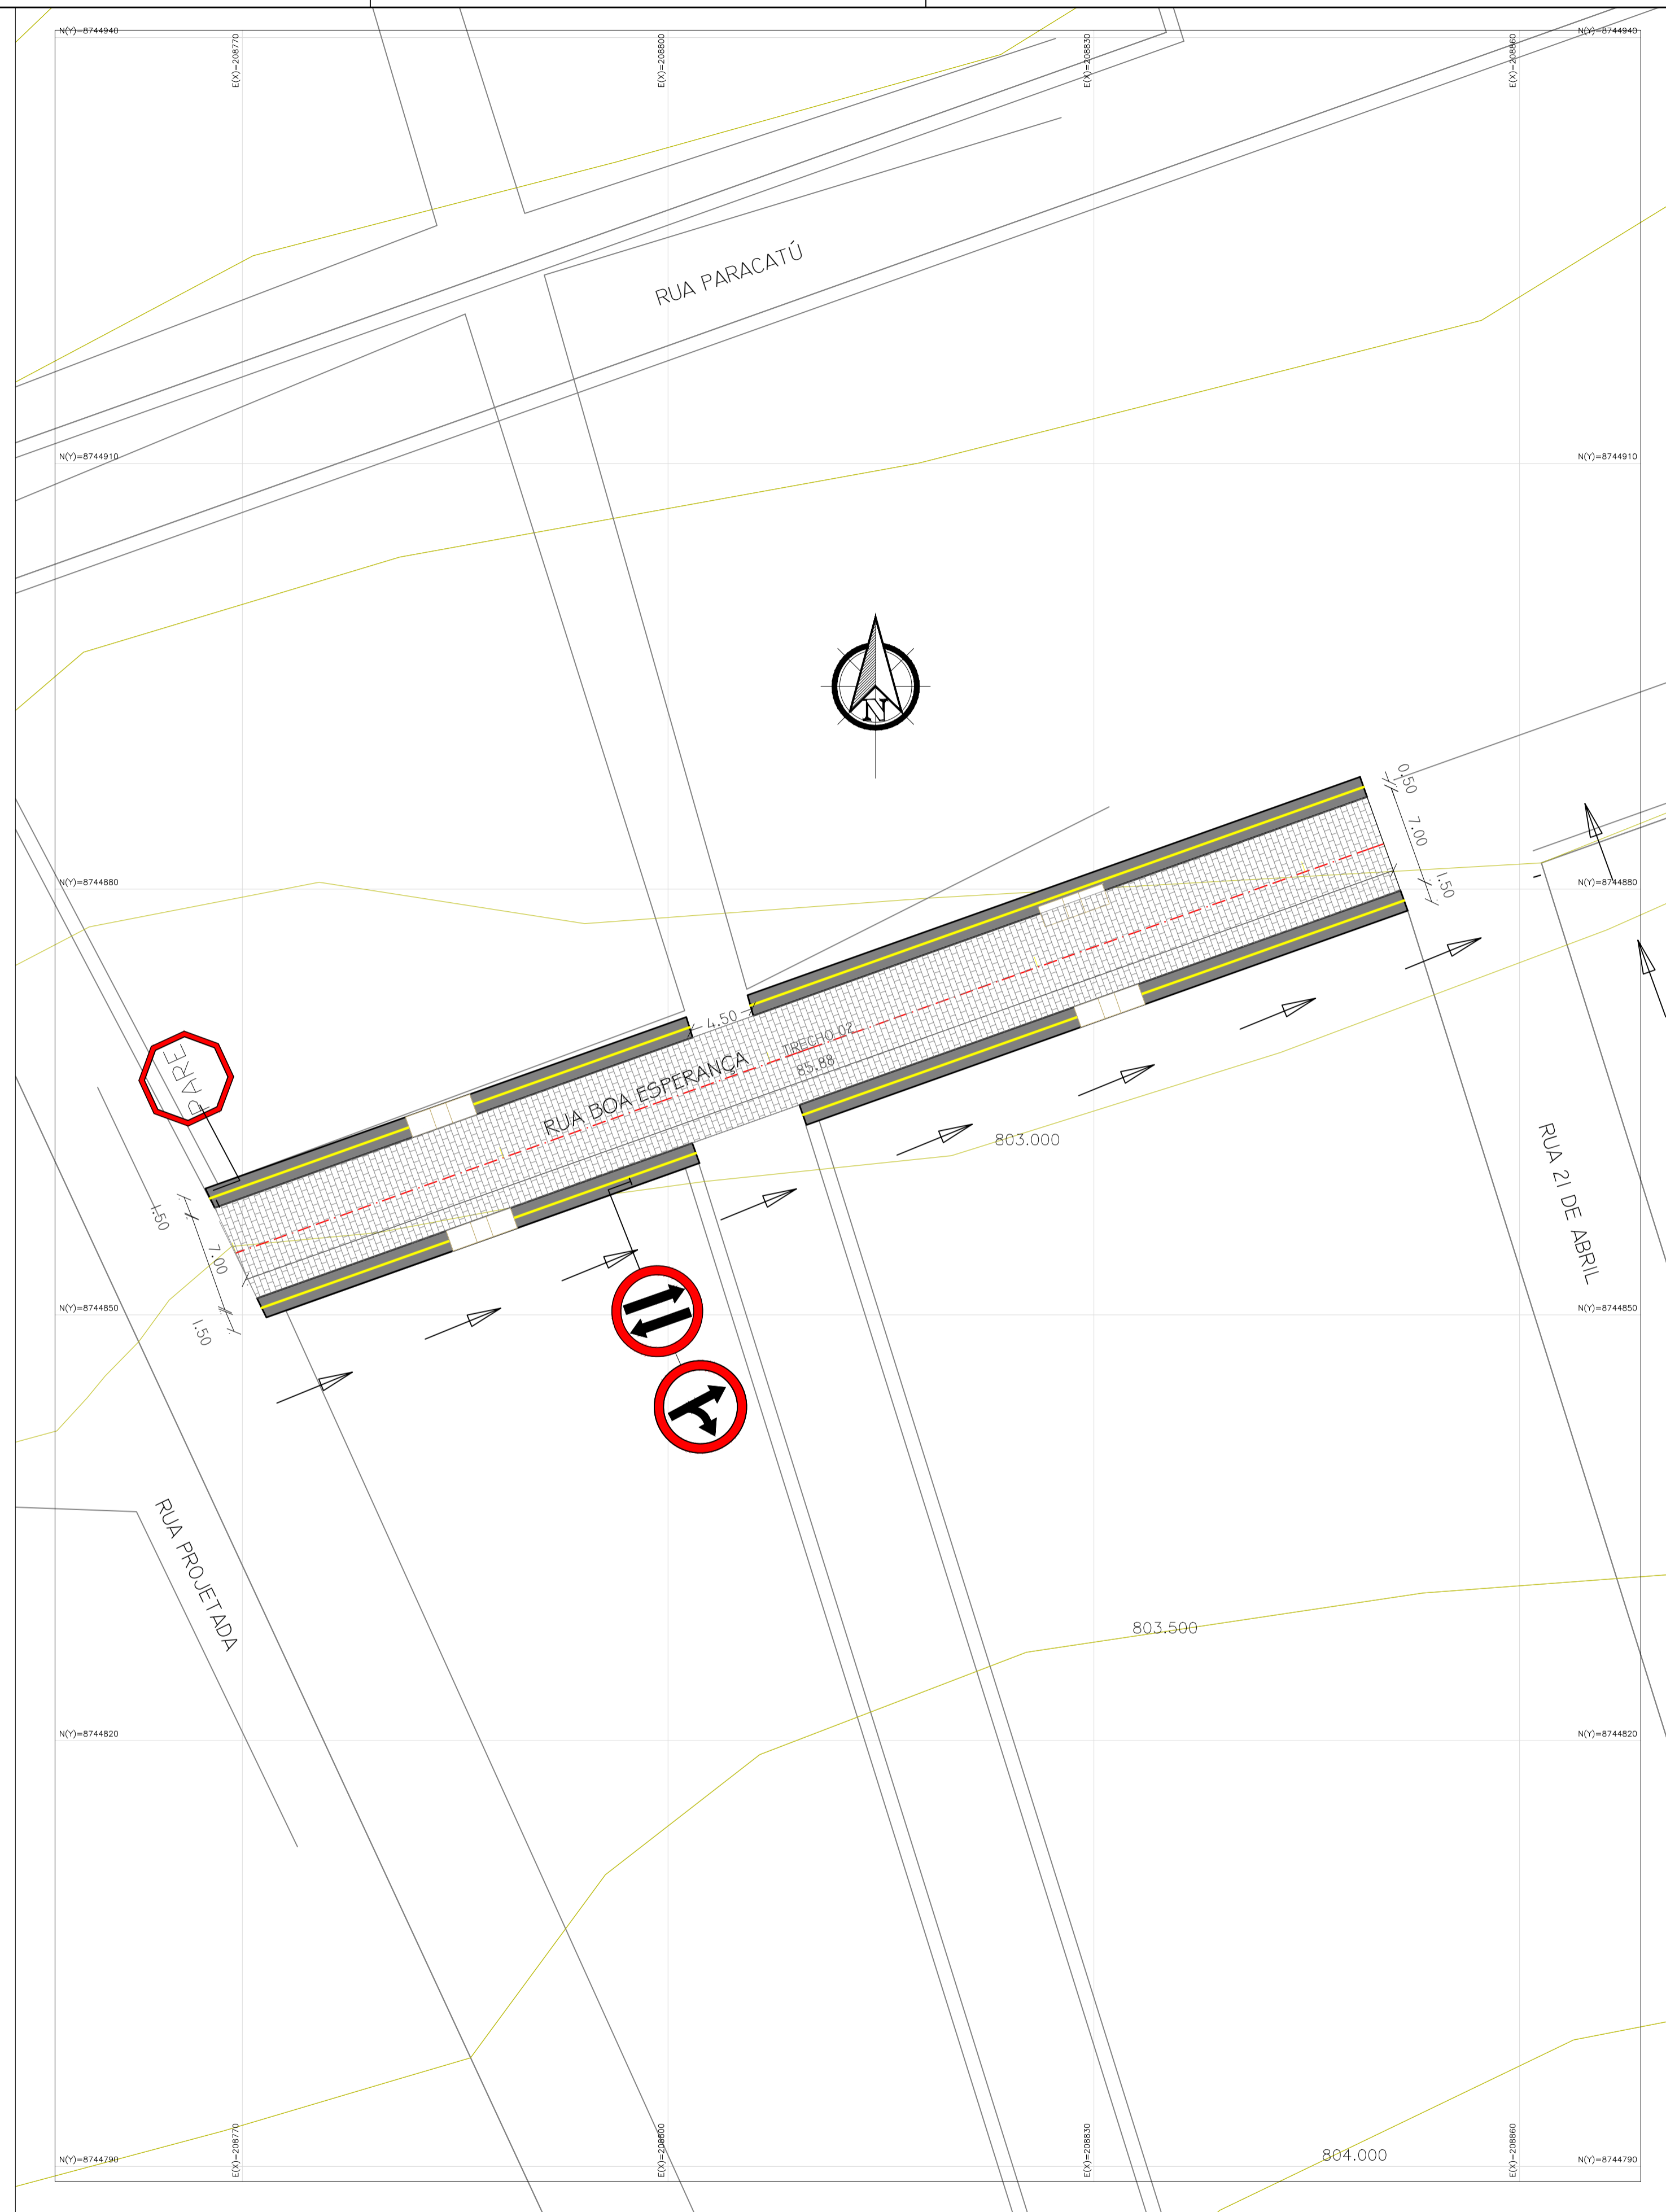 N(Y)=8744940
E(X)=208770
E(X)=208800
E(X)=208830
E(X)=208860
N(Y)=8744940
RUA PARACATÚ
N(Y)=8744910
N(Y)=8744910
N
0.50
7.00
1.50
N(Y)=8744880
N(Y)=8744880
4.50
TRECHO 02
85,88
RUA BOA ESPERANÇA
PARE
803.000
RUA 21 DE ABRIL
1.50
7.00
1.50
N(Y)=8744850
N(Y)=8744850
RUA PROJETADA
803.500
N(Y)=8744820
N(Y)=8744820
E(X)=208770
E(X)=208800
E(X)=208830
E(X)=208860
N(Y)=8744790
804.000
N(Y)=8744790